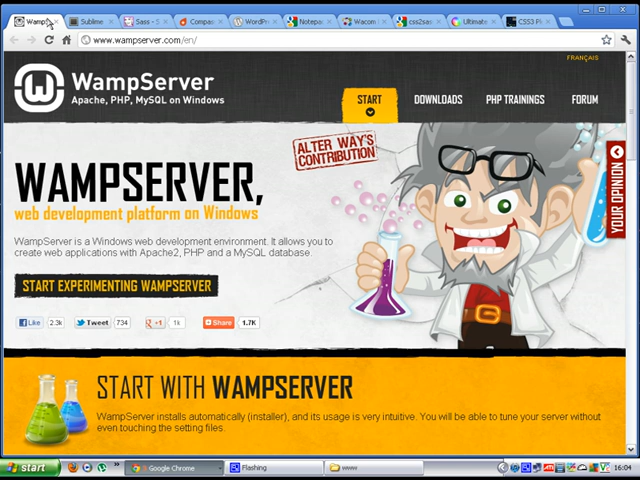 Wamp
Sublime
Sass - S
Compas
WordPr
Notepa
Wacom
css2sas
Ultimate
CSS3 Pi
www.wampserver.com/en/
FRANÇAIS
WampServer
Apache, PHP, MySQL on Windows
START
DOWNLOADS
PHP TRAININGS
FORUM
ALTER WAY'S
CONTRIBUTION
YOUR OPINION
WAMPSERVER,
web development platform on Windows
WampServer is a Windows web development environment. It allows you to
create web applications with Apache2, PHP and a MySQL database.
START EXPERIMENTING WAMPSERVER
Like 2.3k Tweet 734 +1 1k Share 1.7K
START WITH WAMPSERVER
WampServer installs automatically (installer), and its usage is very intuitive. You will be able to tune your server without
even touching the setting files.
start
8 Google Chrome
Flashing
www
16:04